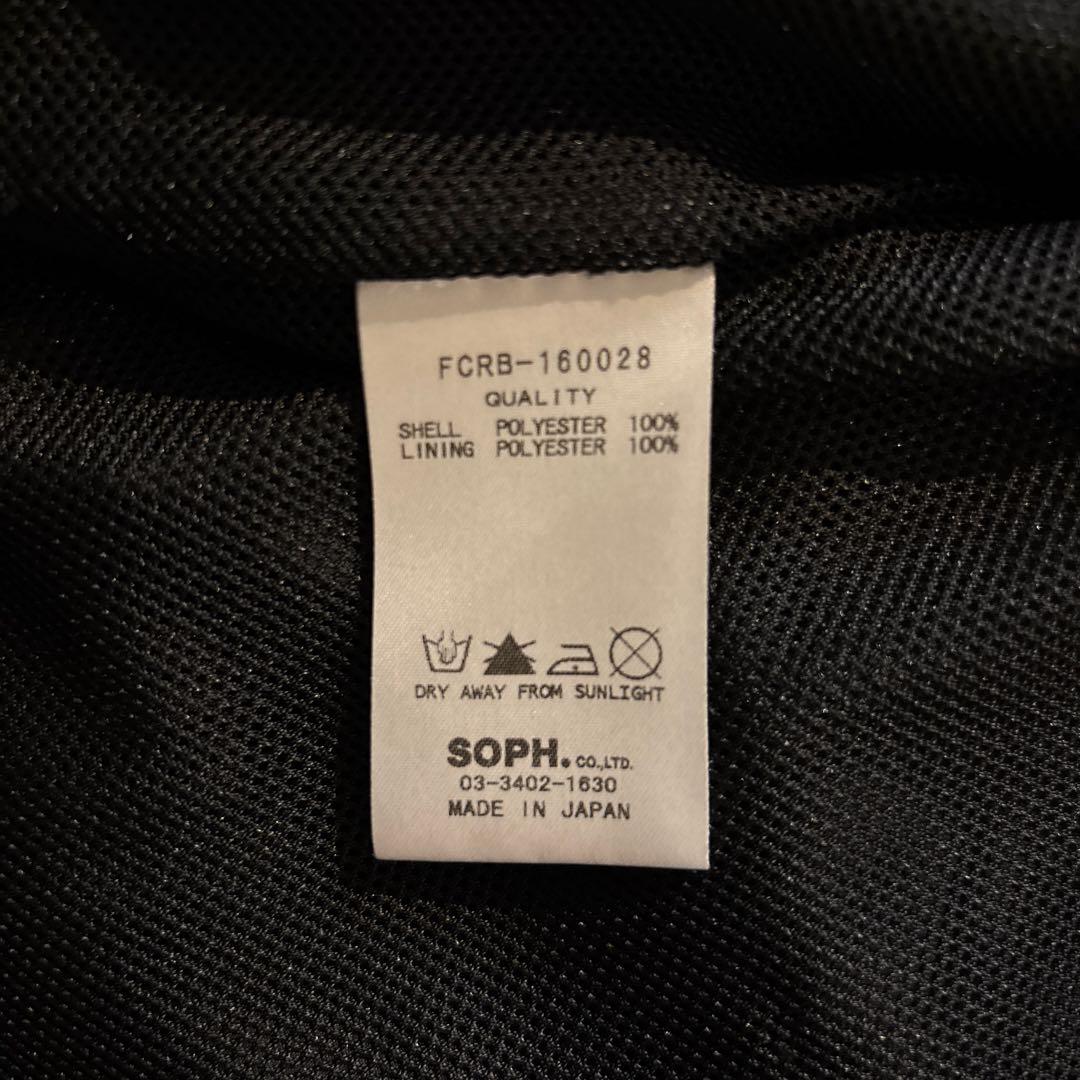 FCRB-160028
QUALITY
SHELL POLYESTER 100%
LINING POLYESTER 100%
DRY AWAY FROM SUNLIGHT
SOPH. CO.,LTD.
03-3402-1630
MADE IN JAPAN